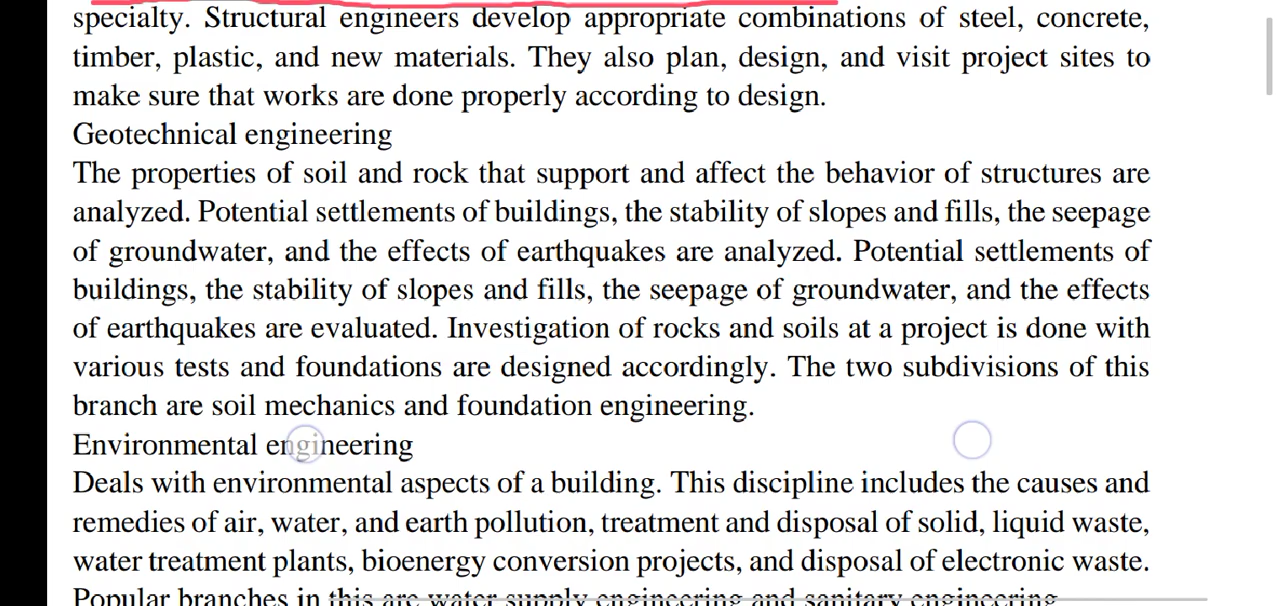 specialty. Structural engineers develop appropriate combinations of steel, concrete,
timber, plastic, and new materials. They also plan, design, and visit project sites to
make sure that works are done properly according to design.
Geotechnical engineering
The properties of soil and rock that support and affect the behavior of structures are
analyzed. Potential settlements of buildings, the stability of slopes and fills, the seepage
of groundwater, and the effects of earthquakes are analyzed. Potential settlements of
buildings, the stability of slopes and fills, the seepage of groundwater, and the effects
of earthquakes are evaluated. Investigation of rocks and soils at a project is done with
various tests and foundations are designed accordingly. The two subdivisions of this
branch are soil mechanics and foundation engineering.
Environmental engineering
Deals with environmental aspects of a building. This discipline includes the causes and
remedies of air, water, and earth pollution, treatment and disposal of solid, liquid waste,
water treatment plants, bioenergy conversion projects, and disposal of electronic waste.
Popular branches in this are water supply engineering and sanitary engineering